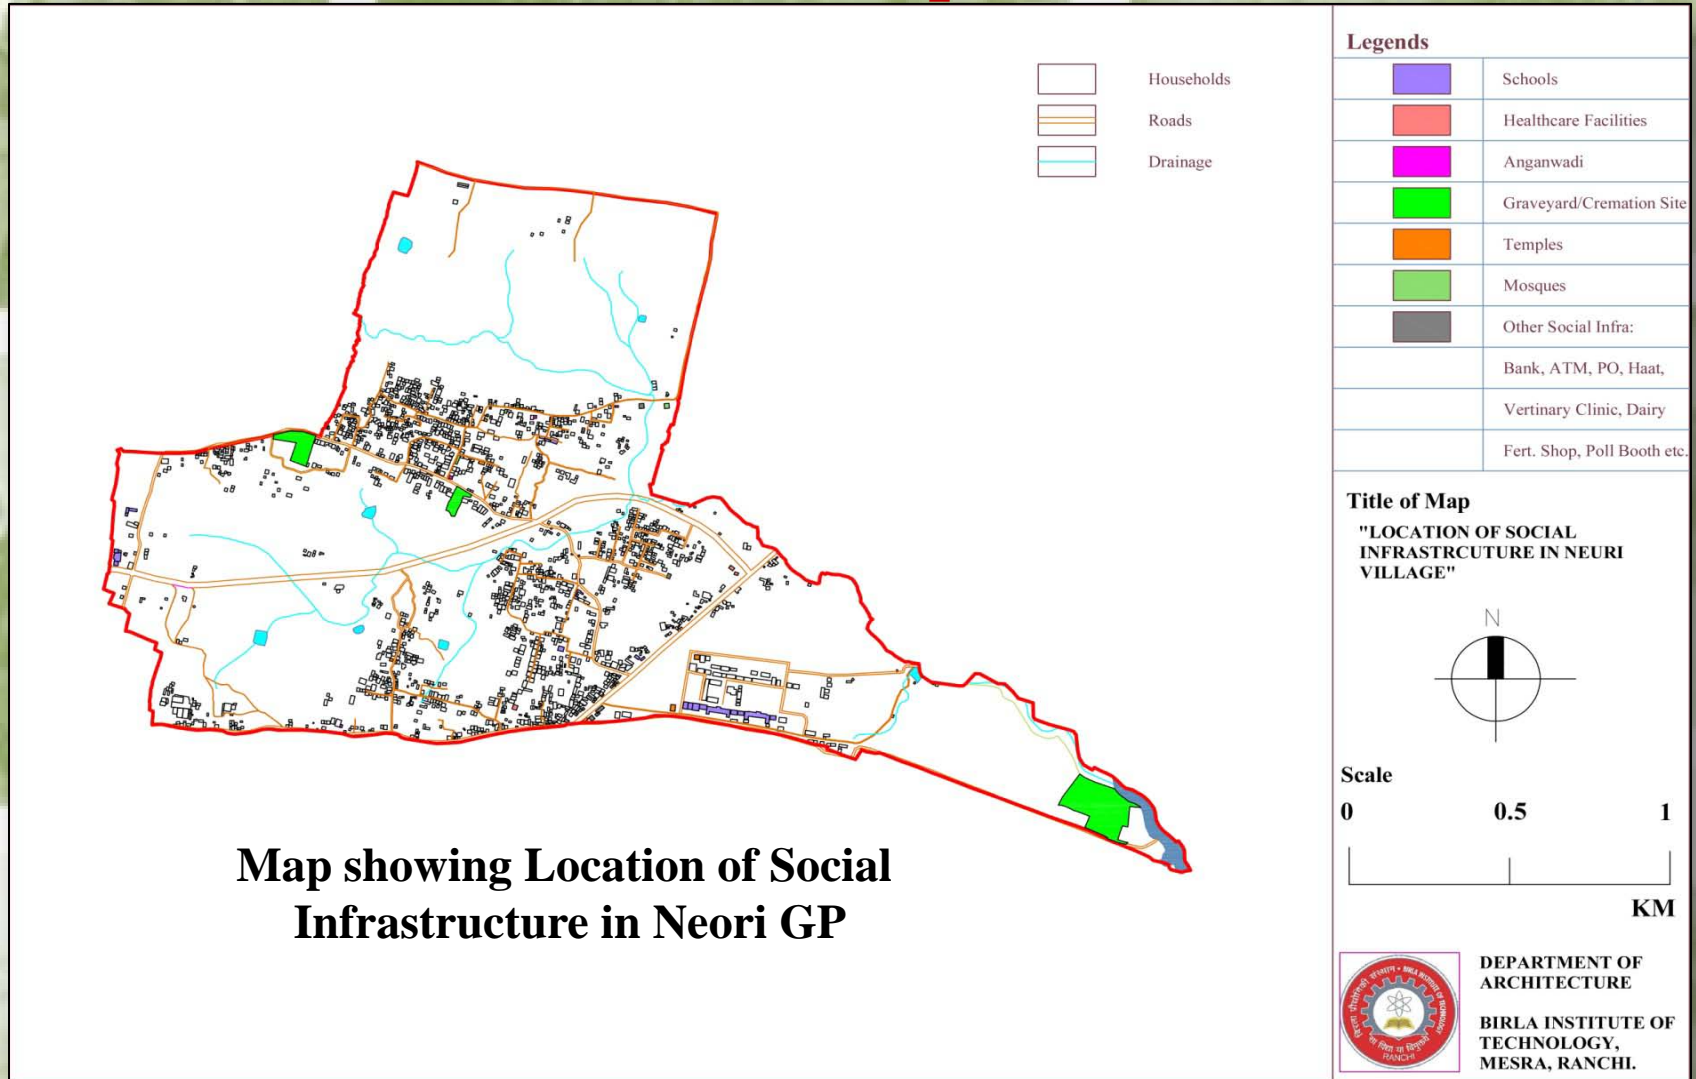 Households
Roads
Drainage
Map showing Location of Social
Infrastructure in Neori GP
Legends
Schools
Healthcare Facilities
Anganwadi
Graveyard/Cremation Site
Temples
Mosques
Other Social Infra:
Bank, ATM, PO, Haat,
Vertinary Clinic, Dairy
Fert. Shop, Poll Booth etc.
Title of Map
"LOCATION OF SOCIAL
INFRASTRCUTURE IN NEURI
VILLAGE"
N
Scale
0 0.5 1
KM
RANCHI
DEPARTMENT OF
ARCHITECTURE
BIRLA INSTITUTE OF
TECHNOLOGY,
MESRA, RANCHI.